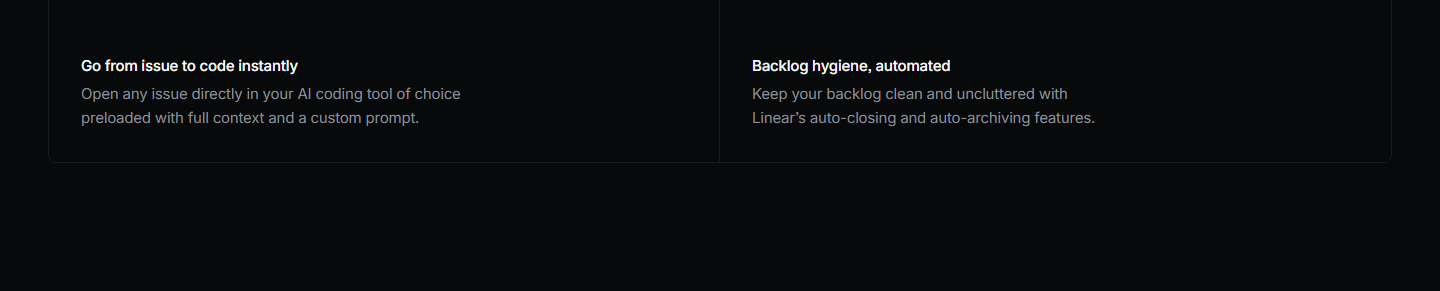 Go from issue to code instantly
Open any issue directly in your AI coding tool of choice
preloaded with full context and a custom prompt.
Backlog hygiene, automated
Keep your backlog clean and uncluttered with
Linear’s auto-closing and auto-archiving features.